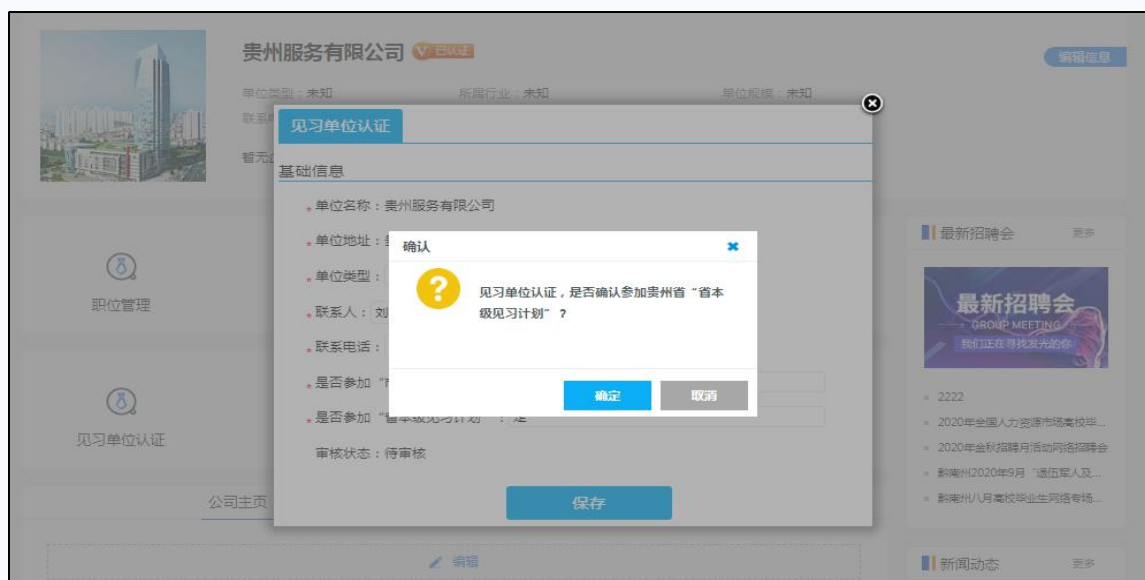 贵州服务有限公司 V 已认证
编辑信息
单位类型：未知 所属行业：未知 单位规模：未知
联系
暂无
见习单位认证
基础信息
*单位名称：贵州服务有限公司
*单位地址：
*单位类型：
*联系人：刘
*联系电话：
*是否参加“
*是否参加“省本级见习计划”：是
审核状态：待审核
保存
确认
见习单位认证，是否确认参加贵州省“省本
级见习计划”？
确定 取消
职位管理
见习单位认证
公司主页
编辑
最新招聘会 更多
最新招聘会
GROUP MEETING
我们正在寻找发光的你
2222
2020年全国人力资源市场高校毕...
2020年金秋招聘月活动网络招聘会
黔南州2020年9月“退伍军人及...
黔南州八月高校毕业生网络专场...
新闻动态 更多